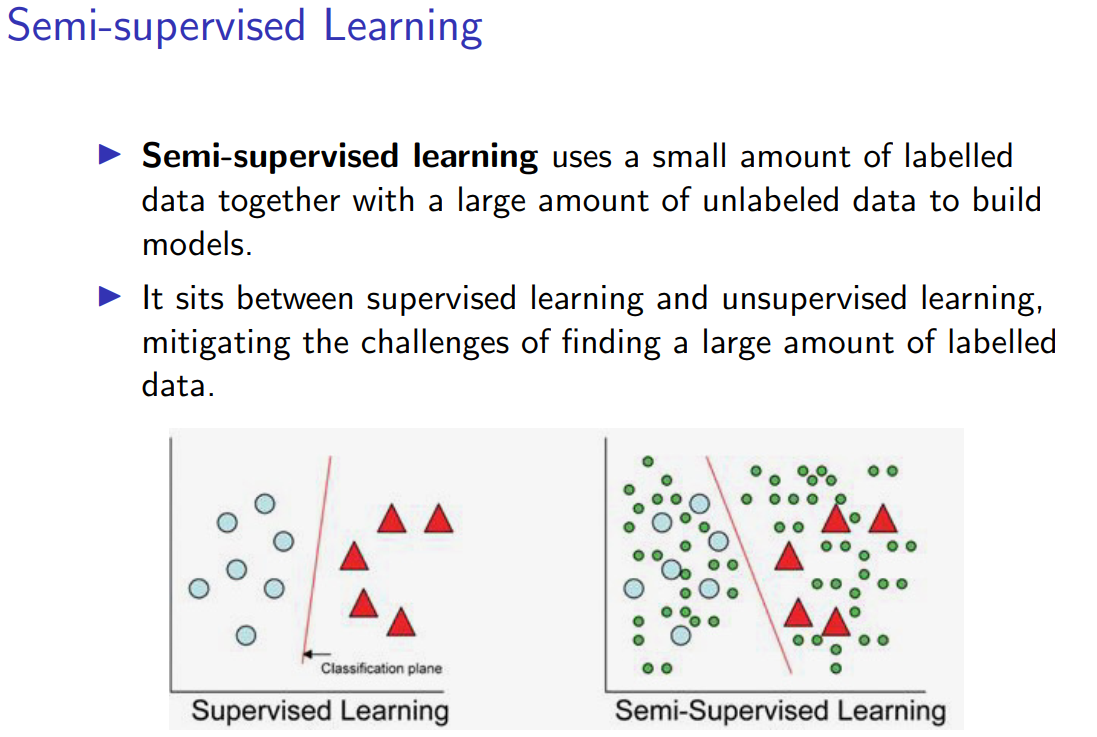 Semi-supervised Learning
Semi-supervised learning uses a small amount of labelled
data together with a large amount of unlabeled data to build
models.
It sits between supervised learning and unsupervised learning,
mitigating the challenges of finding a large amount of labelled
data.
Classification plane
Supervised Learning
Semi-Supervised Learning